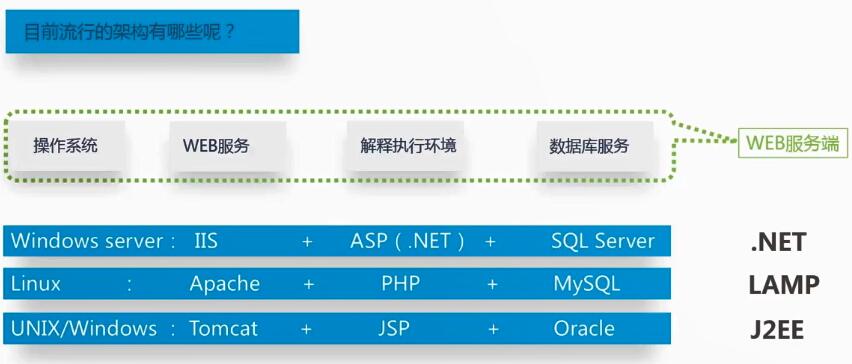 目前流行的架构有哪些呢？
操作系统 WEB服务 解释执行环境 数据库服务 WEB服务端
Windows server： IIS + ASP ( .NET ) + SQL Server .NET
Linux ： Apache + PHP + MySQL LAMP
UNIX/Windows ：Tomcat + JSP + Oracle J2EE